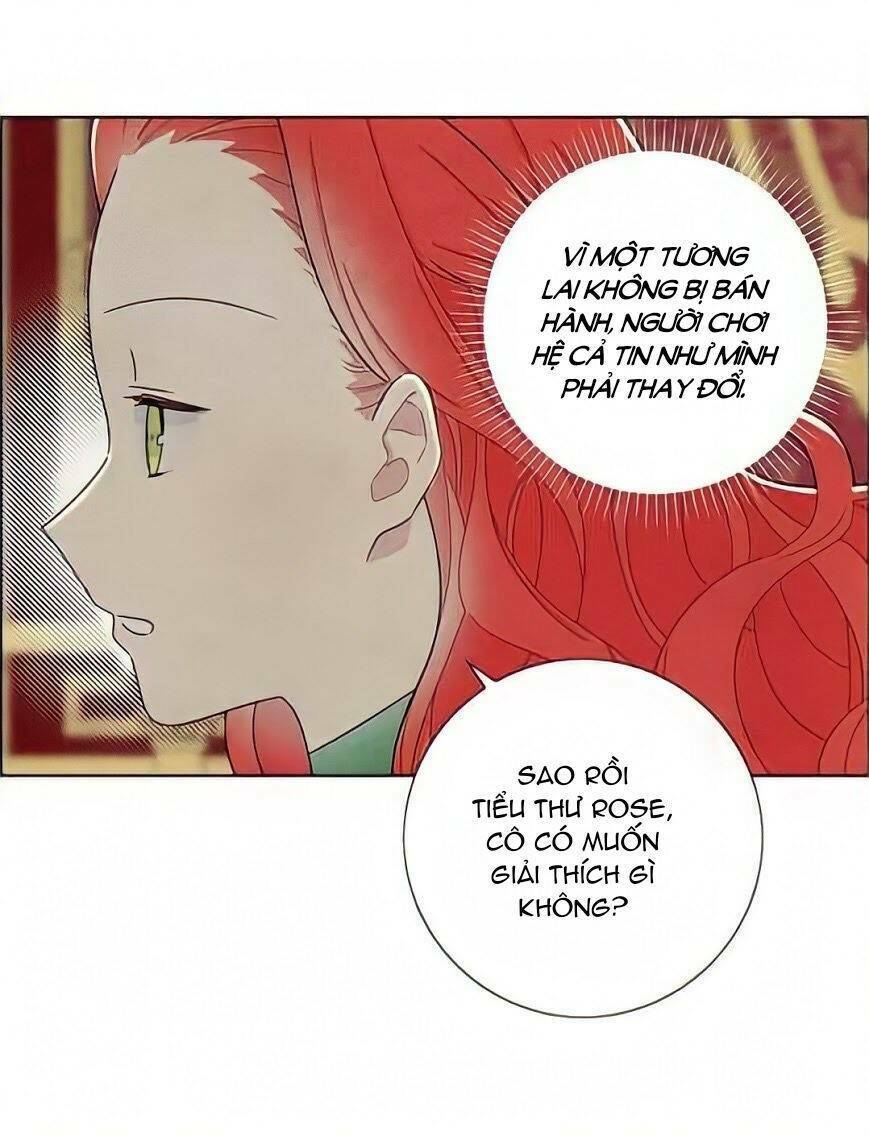 VÌ MỘT TƯƠNG
LAI KHÔNG BỊ BÁN
HÀNH, NGƯỜI CHƠI
HỆ CẢ TIN NHƯ MÌNH
PHẢI THAY ĐỔI.
SAO RỒI
TIỂU THƯ ROSE,
CÔ CÓ MUỐN
GIẢI THÍCH GÌ
KHÔNG?